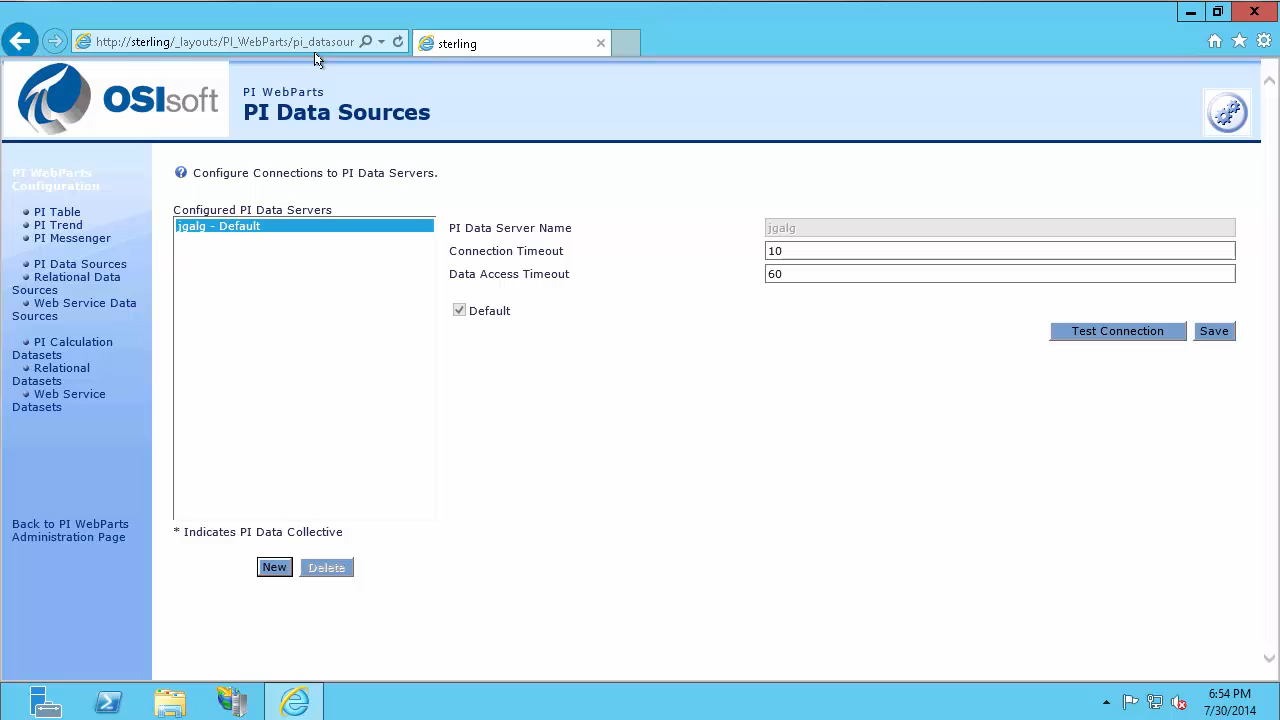 http://sterling/_layouts/PI_WebParts/pi_datasour
sterling
OSIsoft
PI WebParts
PI Data Sources
PI WebParts
Configuration
PI Table
PI Trend
PI Messenger
PI Data Sources
Relational Data
Sources
Web Service Data
Sources
PI Calculation
Datasets
Relational
Datasets
Web Service
Datasets
Back to PI WebParts
Administration Page
Configure Connections to PI Data Servers.
Configured PI Data Servers
jgalg - Default
* Indicates PI Data Collective
New
Delete
PI Data Server Name
jgalg
Connection Timeout
10
Data Access Timeout
60
Default
Test Connection
Save
6:54 PM
7/30/2014